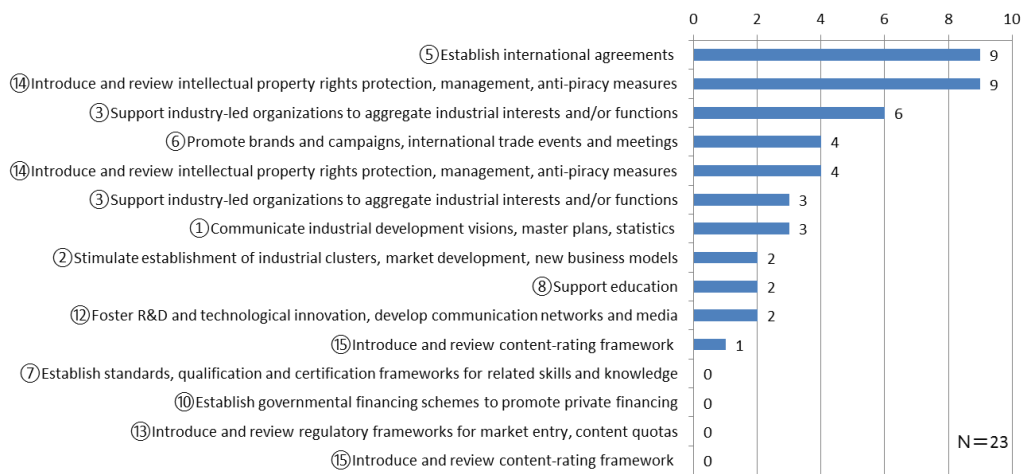 0 2 4 6 8 10
⑤Establish international agreements 9
⑭Introduce and review intellectual property rights protection, management, anti-piracy measures 9
③Support industry-led organizations to aggregate industrial interests and/or functions 6
⑥Promote brands and campaigns, international trade events and meetings 4
⑭Introduce and review intellectual property rights protection, management, anti-piracy measures 4
③Support industry-led organizations to aggregate industrial interests and/or functions 3
①Communicate industrial development visions, master plans, statistics 3
②Stimulate establishment of industrial clusters, market development, new business models 2
⑧Support education 2
⑫Foster R&D and technological innovation, develop communication networks and media 2
⑮Introduce and review content-rating framework 1
⑦Establish standards, qualification and certification frameworks for related skills and knowledge 0
⑩Establish governmental financing schemes to promote private financing 0
⑬Introduce and review regulatory frameworks for market entry, content quotas 0
N=23
⑮Introduce and review content-rating framework 0